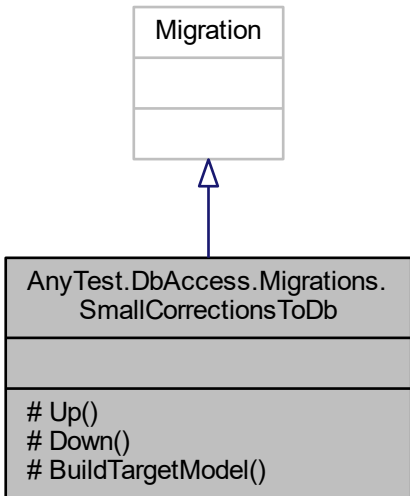 Migration
AnyTest.DbAccess.Migrations.
SmallCorrectionsToDb
# Up()
# Down()
# BuildTargetModel()